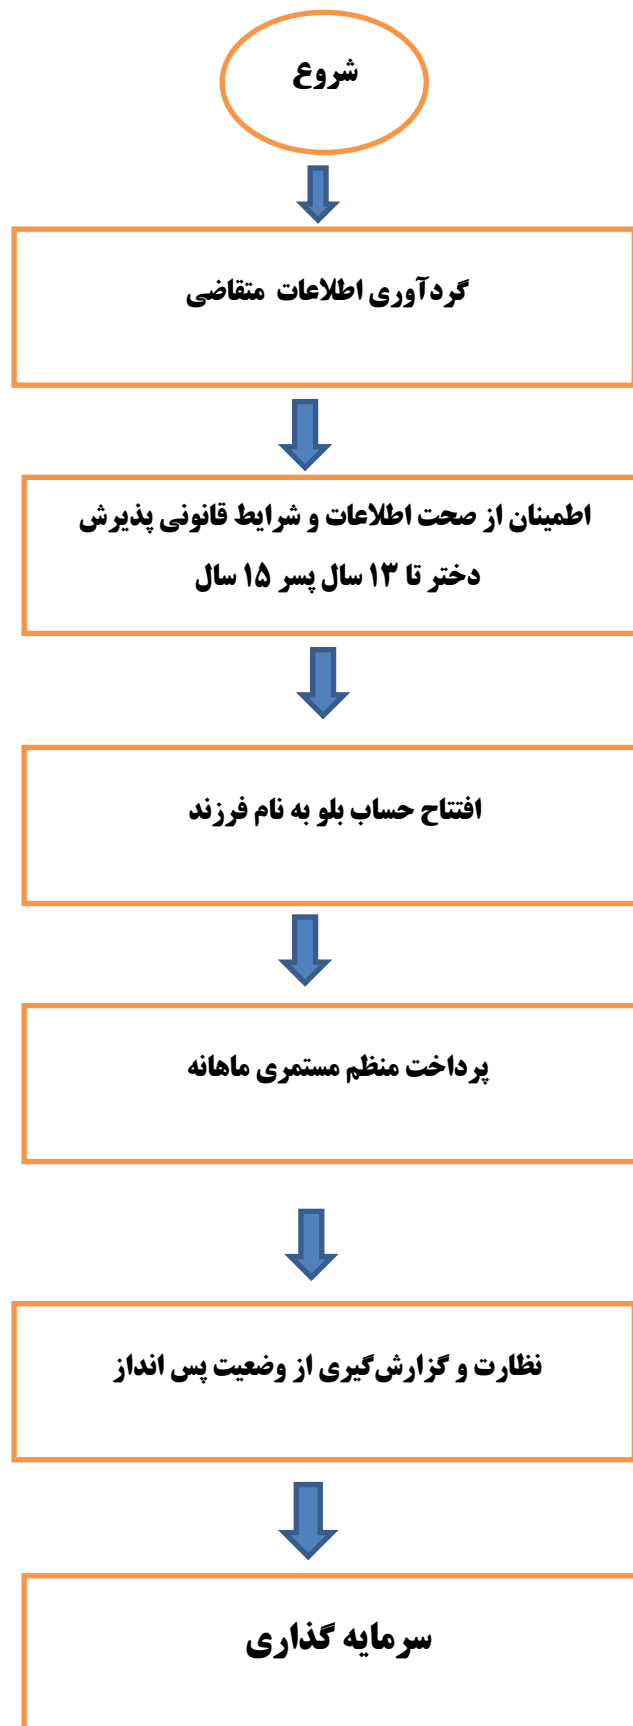 شروع
گردآوری اطلاعات متقاضی
اطمینان از صحت اطلاعات و شرایط قانونی پذیرش
دختر تا ۱۳ سال پسر ۱۵ سال
افتتاح حساب بلو به نام فرزند
پرداخت منظم مستمری ماهانه
نظارت و گزارش‌گیری از وضعیت پس انداز
سرمایه گذاری